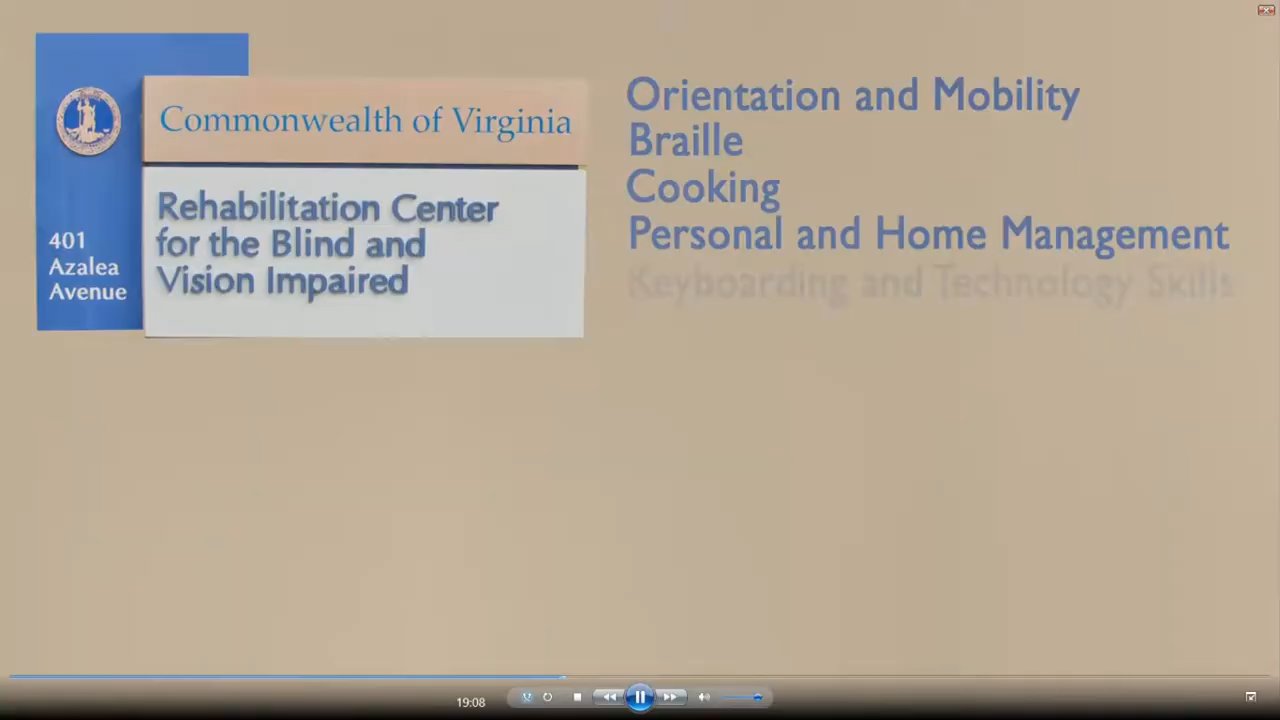 Commonwealth of Virginia
Rehabilitation Center
for the Blind and
Vision Impaired
401
Azalea
Avenue
Orientation and Mobility
Braille
Cooking
Personal and Home Management
Keyboarding and Technology Skills
19:08